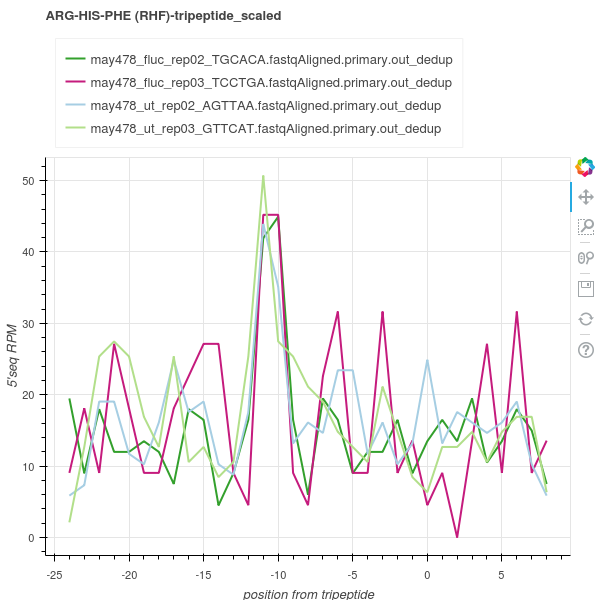 ARG-HIS-PHE (RHF)-tripeptide_scaled
may478_fluc_rep02_TGCACA.fastqAligned.primary.out_dedup
may478_fluc_rep03_TCCTGA.fastqAligned.primary.out_dedup
may478_ut_rep02_AGTTAA.fastqAligned.primary.out_dedup
may478_ut_rep03_GTTCAT.fastqAligned.primary.out_dedup
50
40
30
20
10
0
5'seq RPM
-25 -20 -15 -10 -5 0 5
position from tripeptide